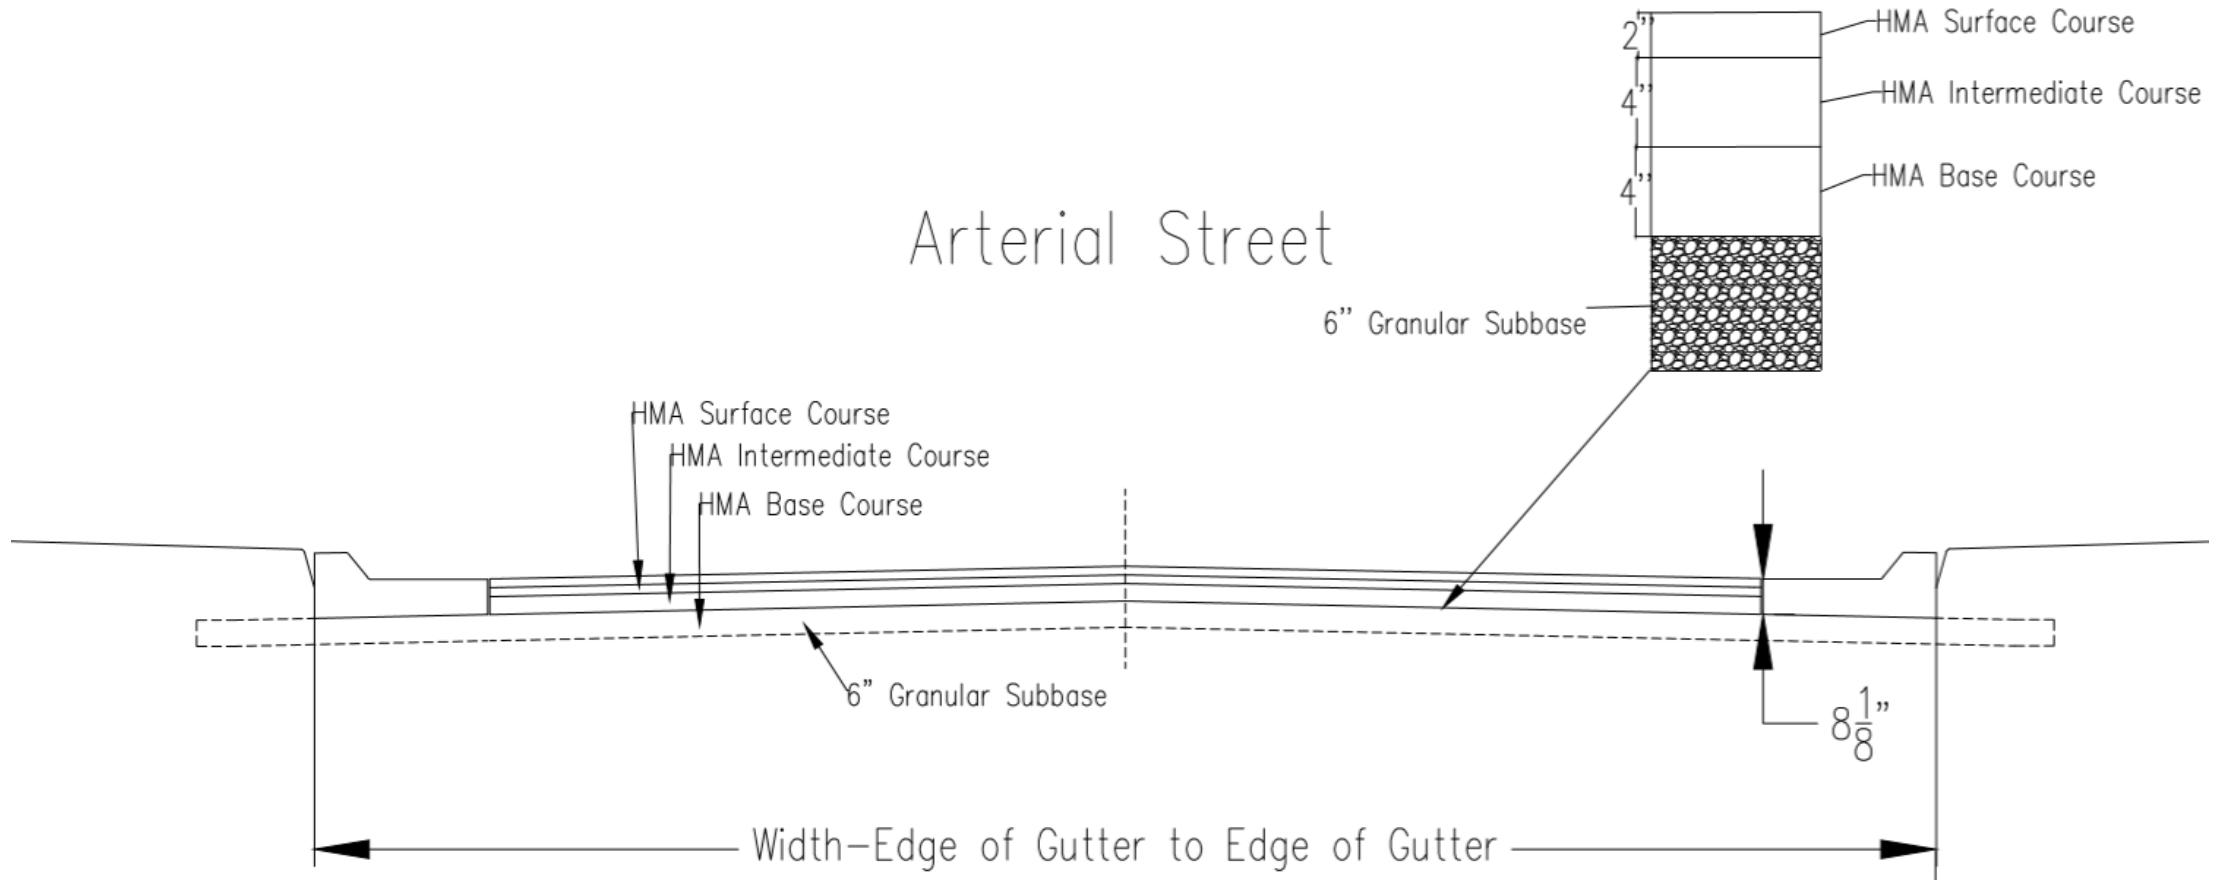 2"
HMA Surface Course
4"
HMA Intermediate Course
4"
HMA Base Course
Arterial Street
6" Granular Subbase
HMA Surface Course
HMA Intermediate Course
HMA Base Course
6" Granular Subbase
8 1/8"
Width-Edge of Gutter to Edge of Gutter